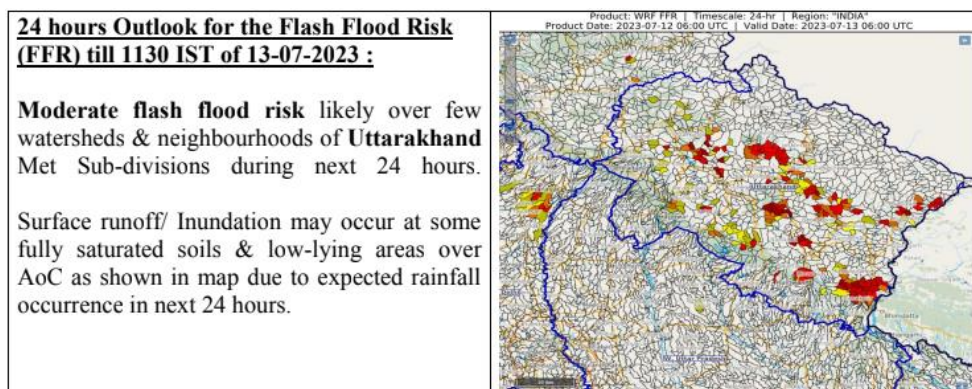 24 hours Outlook for the Flash Flood Risk
(FFR) till 1130 IST of 13-07-2023 :
Moderate flash flood risk likely over few
watersheds & neighbourhoods of Uttarakhand
Met Sub-divisions during next 24 hours.
Surface runoff/ Inundation may occur at some
fully saturated soils & low-lying areas over
AoC as shown in map due to expected rainfall
occurrence in next 24 hours.
Product: WRF FFR | Timescale: 24-hr | Region: "INDIA"
Product Date: 2023-07-12 06:00 UTC | Valid Date: 2023-07-13 06:00 UTC
Uttarakhand